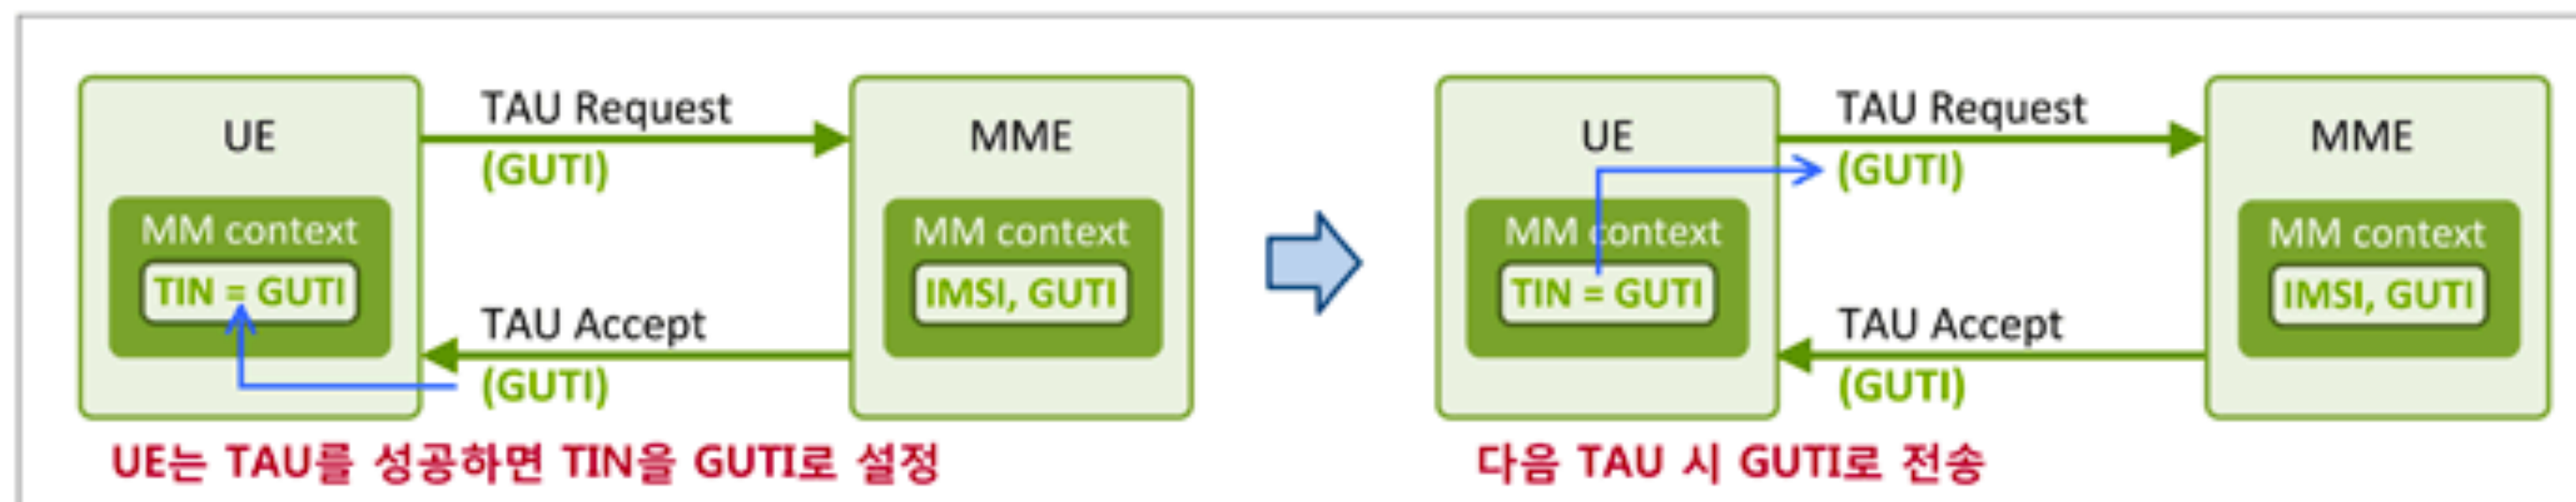 UE
TAU Request
(GUTI)
MME
MM context
TIN = GUTI
MM context
IMSI, GUTI
TAU Accept
(GUTI)
UE는 TAU를 성공하면 TIN을 GUTI로 설정
UE
TAU Request
(GUTI)
MME
MM context
TIN = GUTI
MM context
IMSI, GUTI
TAU Accept
(GUTI)
다음 TAU 시 GUTI로 전송